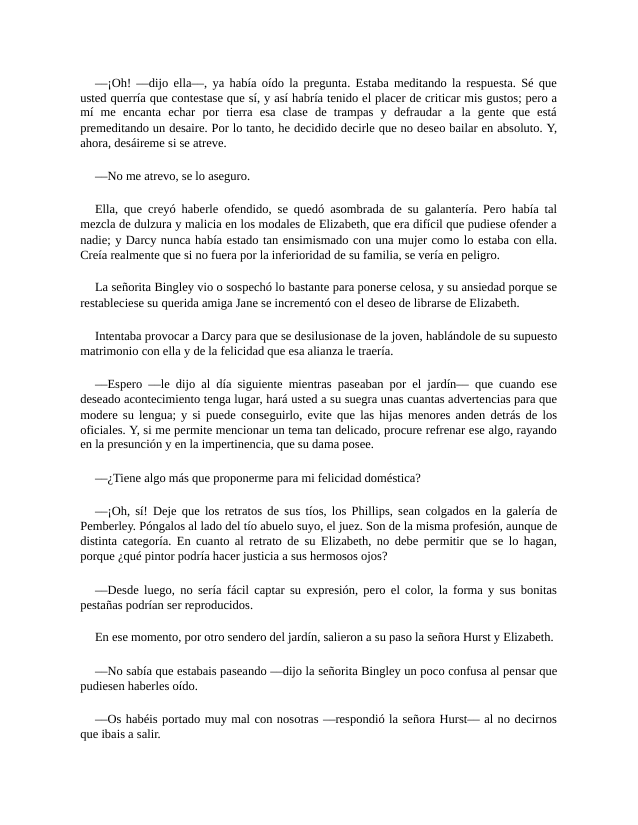 —¡Oh! —dijo ella—, ya había oído la pregunta. Estaba meditando la respuesta. Sé que
usted querría que contestase que sí, y así habría tenido el placer de criticar mis gustos; pero a
mí me encanta echar por tierra esa clase de trampas y defraudar a la gente que está
premeditando un desaire. Por lo tanto, he decidido decirle que no deseo bailar en absoluto. Y,
ahora, desáireme si se atreve.
—No me atrevo, se lo aseguro.
Ella, que creyó haberle ofendido, se quedó asombrada de su galantería. Pero había tal
mezcla de dulzura y malicia en los modales de Elizabeth, que era difícil que pudiese ofender a
nadie; y Darcy nunca había estado tan ensimismado con una mujer como lo estaba con ella.
Creía realmente que si no fuera por la inferioridad de su familia, se vería en peligro.
La señorita Bingley vio o sospechó lo bastante para ponerse celosa, y su ansiedad porque se
restableciese su querida amiga Jane se incrementó con el deseo de librarse de Elizabeth.
Intentaba provocar a Darcy para que se desilusionase de la joven, hablándole de su supuesto
matrimonio con ella y de la felicidad que esa alianza le traería.
—Espero —le dijo al día siguiente mientras paseaban por el jardín— que cuando ese
deseado acontecimiento tenga lugar, hará usted a su suegra unas cuantas advertencias para que
modere su lengua; y si puede conseguirlo, evite que las hijas menores anden detrás de los
oficiales. Y, si me permite mencionar un tema tan delicado, procure refrenar ese algo, rayando
en la presunción y en la impertinencia, que su dama posee.
—¿Tiene algo más que proponerme para mi felicidad doméstica?
—¡Oh, sí! Deje que los retratos de sus tíos, los Phillips, sean colgados en la galería de
Pemberley. Póngalos al lado del tío abuelo suyo, el juez. Son de la misma profesión, aunque de
distinta categoría. En cuanto al retrato de su Elizabeth, no debe permitir que se lo hagan,
porque ¿qué pintor podría hacer justicia a sus hermosos ojos?
—Desde luego, no sería fácil captar su expresión, pero el color, la forma y sus bonitas
pestañas podrían ser reproducidos.
En ese momento, por otro sendero del jardín, salieron a su paso la señora Hurst y Elizabeth.
—No sabía que estabais paseando —dijo la señorita Bingley un poco confusa al pensar que
pudiesen haberles oído.
—Os habéis portado muy mal con nosotras —respondió la señora Hurst— al no decirnos
que ibais a salir.